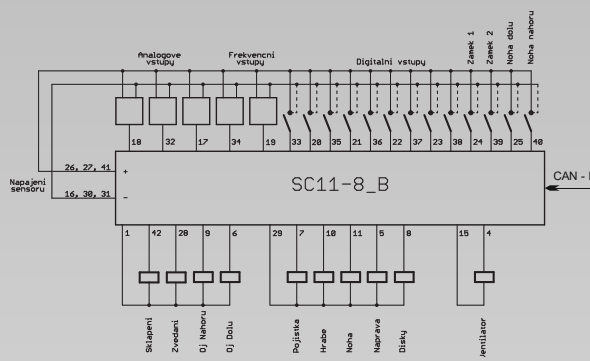 Analogove
vstupy
Frekvencni
vstupy
Digitalni vstupy
Zamek 1
Zamek 2
Noha dolu
Noha nahoru
18 32 17 34 19 33 20 35 21 36 22 37 23 38 24 39 25 40
Napajeni
sensoru
26, 27, 41 +
16, 30, 31 -
SC11-8_B
CAN -
1 42 28 9 6 29 7 10 11 5 8 15 4
Sklapeni
Zvedani
Oj Nahoru
Oj Dolu
Pojistka
Hrabe
Noha
Naprava
Disky
Ventilator